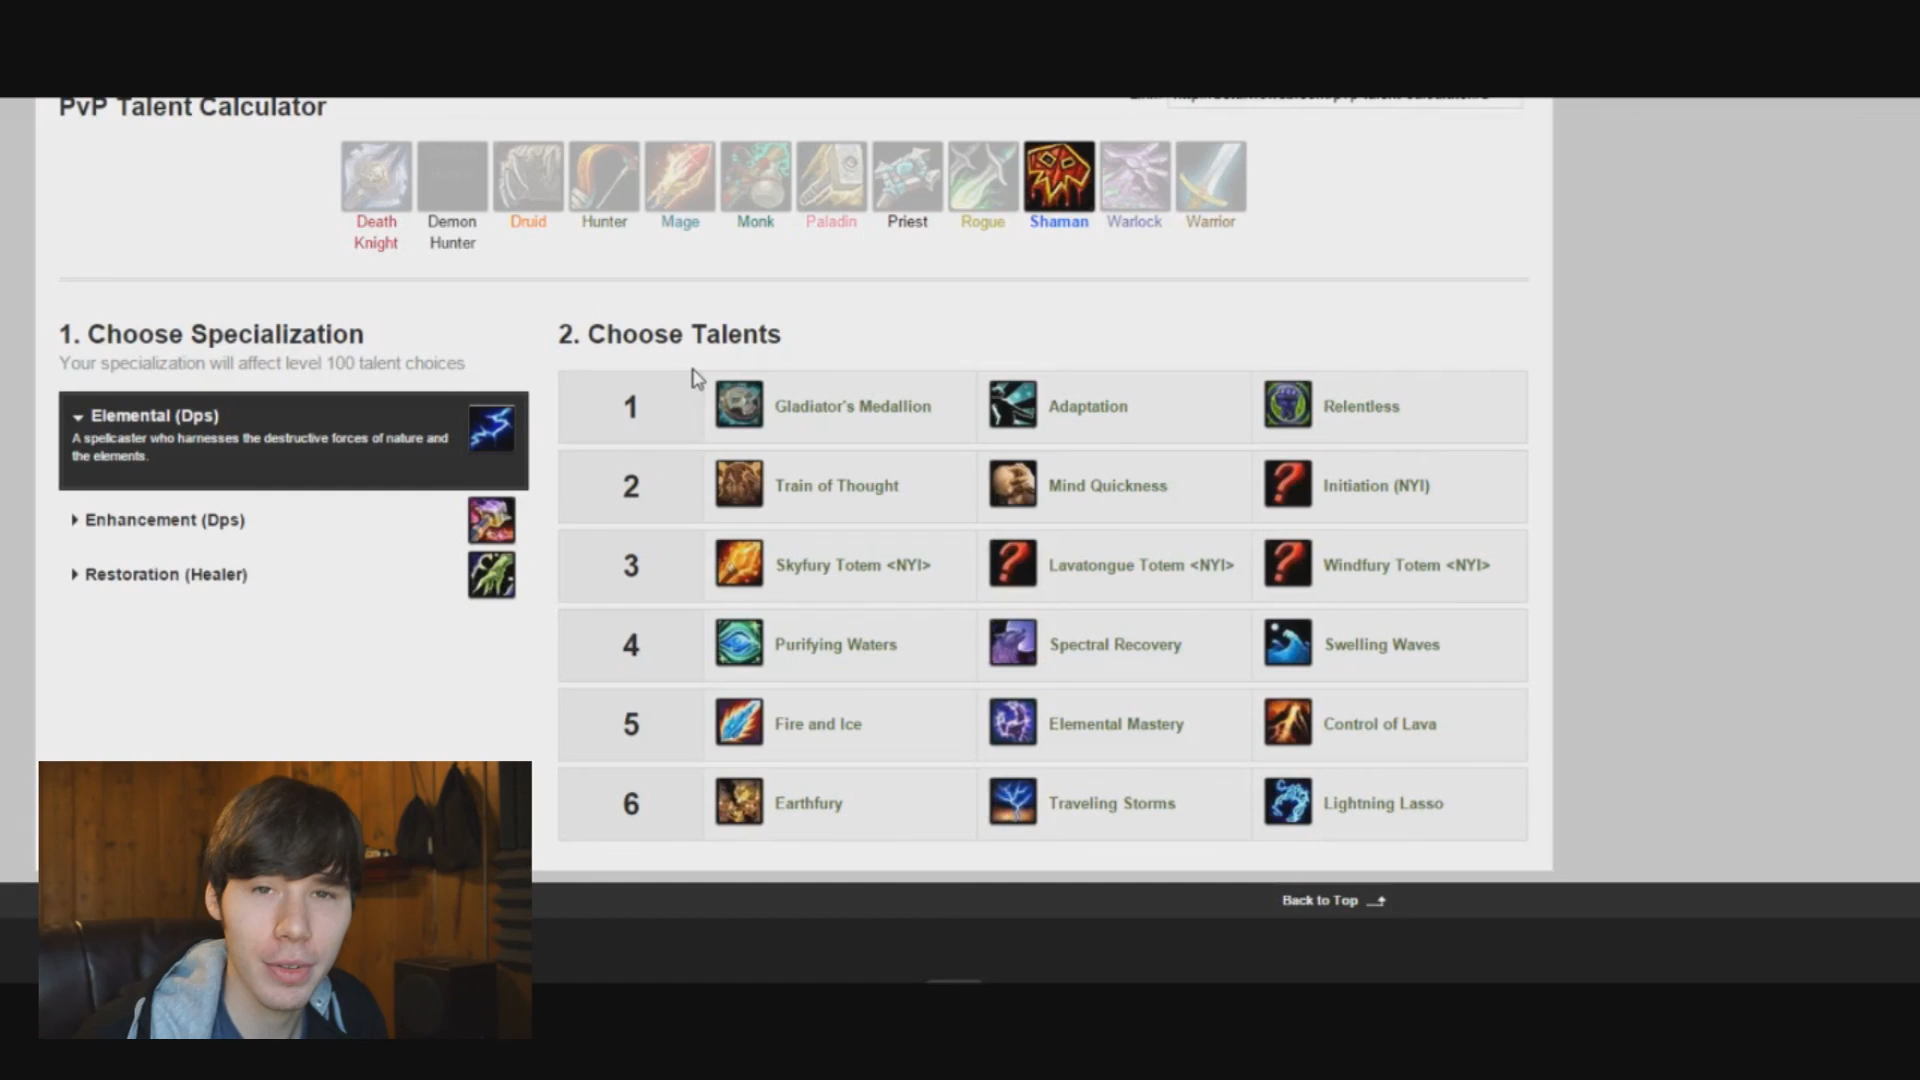 PvP Talent Calculator
Death Knight
Demon Hunter
Druid
Hunter
Mage
Monk
Paladin
Priest
Rogue
Shaman
Warlock
Warrior
1. Choose Specialization
Your specialization will affect level 100 talent choices
Elemental (Dps)
A spellcaster who harnesses the destructive forces of nature and
the elements.
Enhancement (Dps)
Restoration (Healer)
2. Choose Talents
1 Gladiator's Medallion Adaptation Relentless
2 Train of Thought Mind Quickness Initiation (NYI)
3 Skyfury Totem <NYI> Lavatongue Totem <NYI> Windfury Totem <NYI>
4 Purifying Waters Spectral Recovery Swelling Waves
5 Fire and Ice Elemental Mastery Control of Lava
6 Earthfury Traveling Storms Lightning Lasso
Back to Top